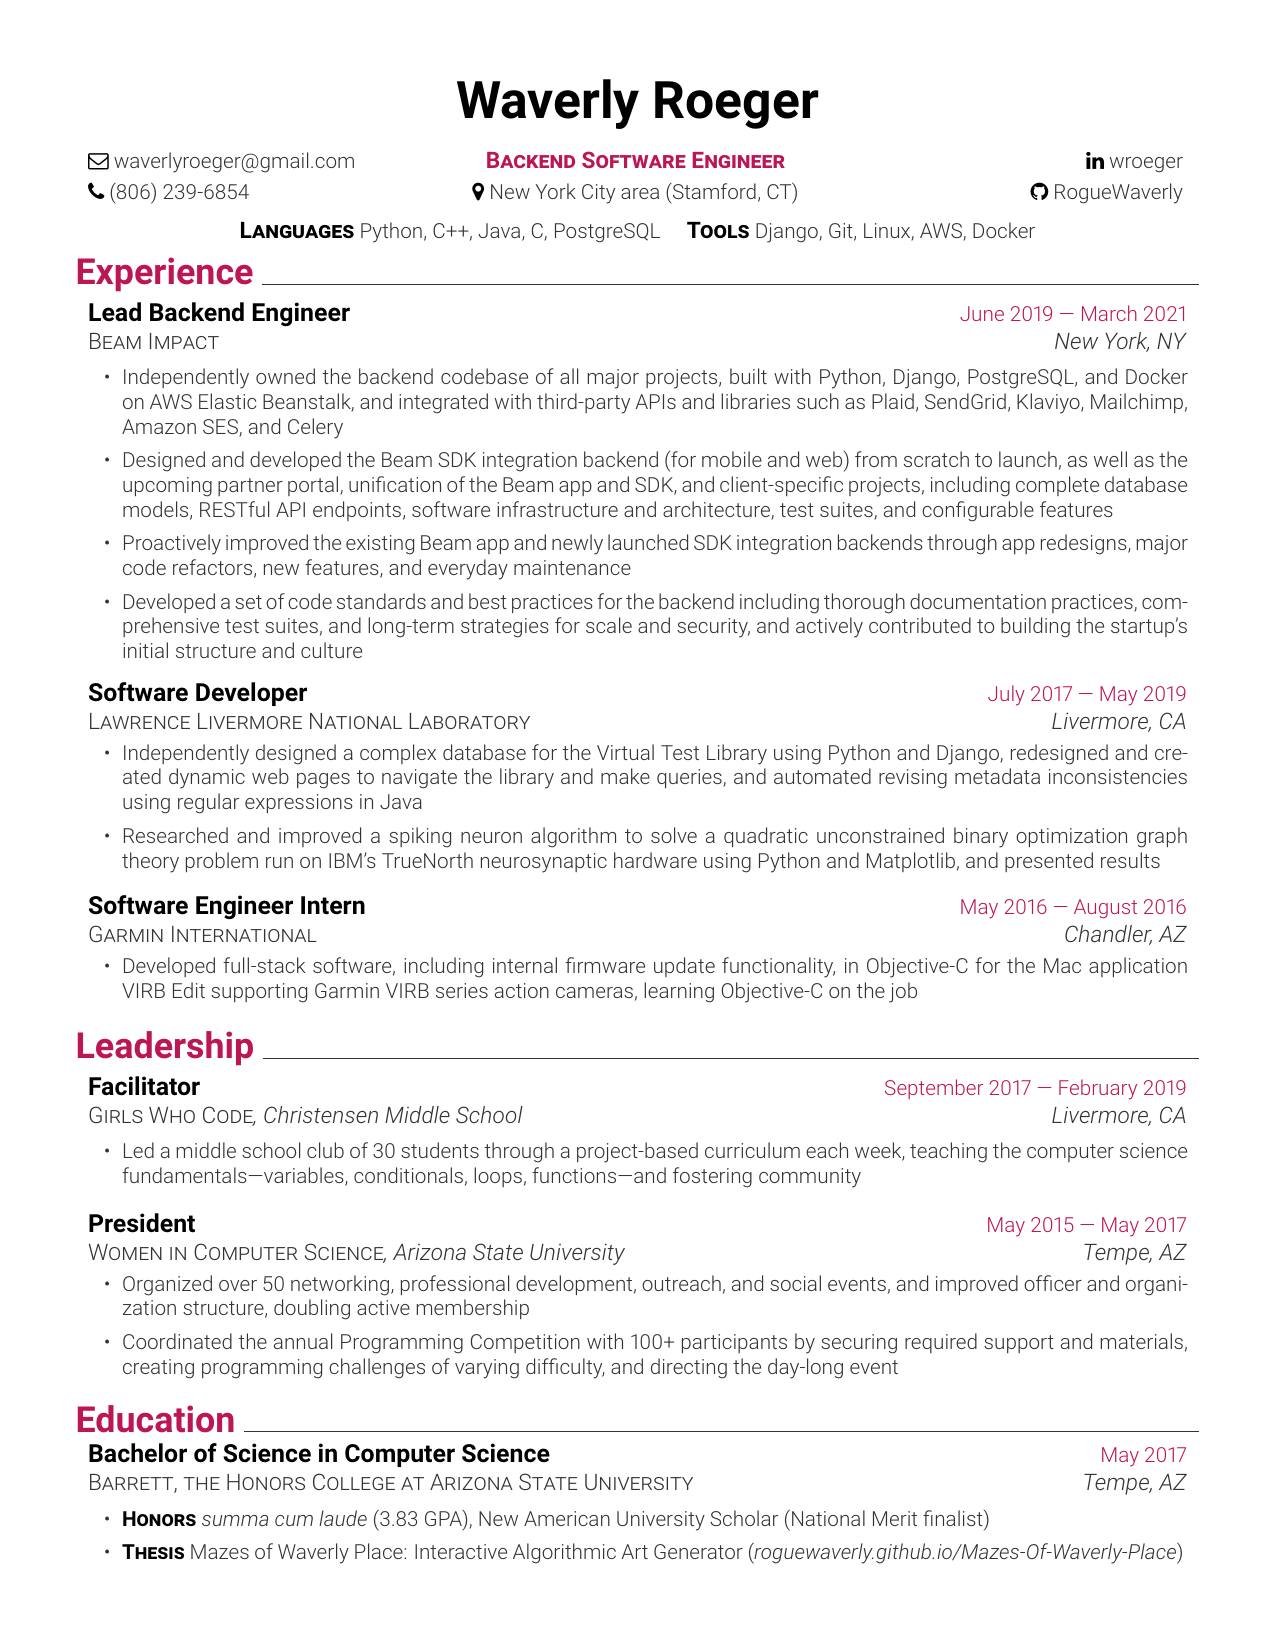 Waverly Roeger
waverlyroeger@gmail.com Backend Software Engineer wroeger
(806) 239-6854 New York City area (Stamford, CT) RogueWaverly
Languages Python, C++, Java, C, PostgreSQL Tools Django, Git, Linux, AWS, Docker
Experience
Lead Backend Engineer June 2019 — March 2021
Beam Impact New York, NY
• Independently owned the backend codebase of all major projects, built with Python, Django, PostgreSQL, and Docker
on AWS Elastic Beanstalk, and integrated with third-party APIs and libraries such as Plaid, SendGrid, Klaviyo, Mailchimp,
Amazon SES, and Celery
• Designed and developed the Beam SDK integration backend (for mobile and web) from scratch to launch, as well as the
upcoming partner portal, unification of the Beam app and SDK, and client-specific projects, including complete database
models, RESTful API endpoints, software infrastructure and architecture, test suites, and configurable features
• Proactively improved the existing Beam app and newly launched SDK integration backends through app redesigns, major
code refactors, new features, and everyday maintenance
• Developed a set of code standards and best practices for the backend including thorough documentation practices, com-
prehensive test suites, and long-term strategies for scale and security, and actively contributed to building the startup's
initial structure and culture
Software Developer July 2017 — May 2019
Lawrence Livermore National Laboratory Livermore, CA
• Independently designed a complex database for the Virtual Test Library using Python and Django, redesigned and cre-
ated dynamic web pages to navigate the library and make queries, and automated revising metadata inconsistencies
using regular expressions in Java
• Researched and improved a spiking neuron algorithm to solve a quadratic unconstrained binary optimization graph
theory problem run on IBM's TrueNorth neurosynaptic hardware using Python and Matplotlib, and presented results
Software Engineer Intern May 2016 — August 2016
Garmin International Chandler, AZ
• Developed full-stack software, including internal firmware update functionality, in Objective-C for the Mac application
VIRB Edit supporting Garmin VIRB series action cameras, learning Objective-C on the job
Leadership
Facilitator September 2017 — February 2019
Girls Who Code, Christensen Middle School Livermore, CA
• Led a middle school club of 30 students through a project-based curriculum each week, teaching the computer science
fundamentals—variables, conditionals, loops, functions—and fostering community
President May 2015 — May 2017
Women in Computer Science, Arizona State University Tempe, AZ
• Organized over 50 networking, professional development, outreach, and social events, and improved officer and organi-
zation structure, doubling active membership
• Coordinated the annual Programming Competition with 100+ participants by securing required support and materials,
creating programming challenges of varying difficulty, and directing the day-long event
Education
Bachelor of Science in Computer Science May 2017
Barrett, the Honors College at Arizona State University Tempe, AZ
• Honors summa cum laude (3.83 GPA), New American University Scholar (National Merit finalist)
• Thesis Mazes of Waverly Place: Interactive Algorithmic Art Generator (roguewaverly.github.io/Mazes-Of-Waverly-Place)